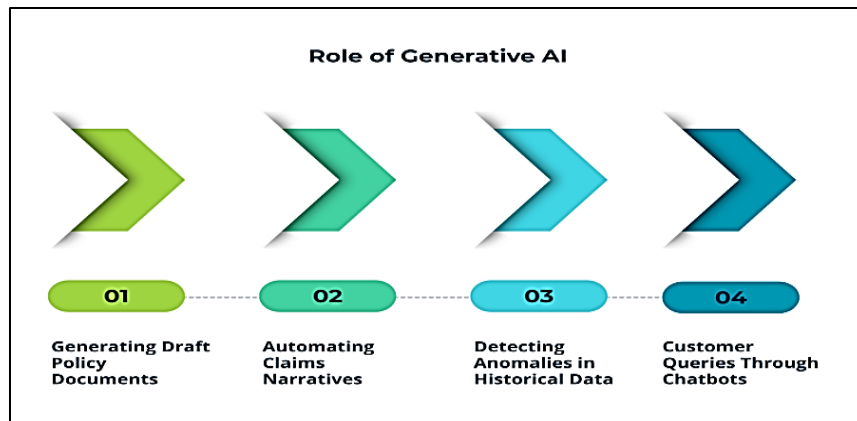 Role of Generative AI
01
02
03
04
Generating Draft
Policy
Documents
Automating
Claims
Narratives
Detecting
Anomalies in
Historical Data
Customer
Queries Through
Chatbots